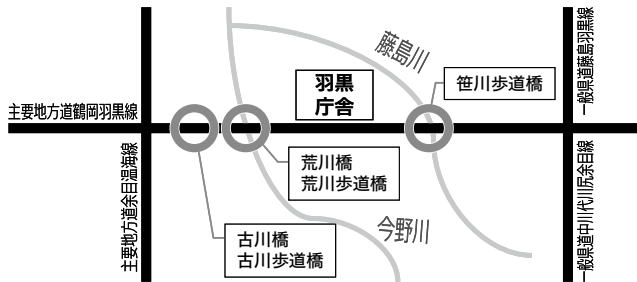 一般県道藤島羽黒線
藤島川
羽黒
庁舎
笹川歩道橋
主要地方道鶴岡羽黒線
荒川橋
荒川歩道橋
主要地方道余目温海線
今野川
古川橋
古川歩道橋
一般県道中川代川尻余目線